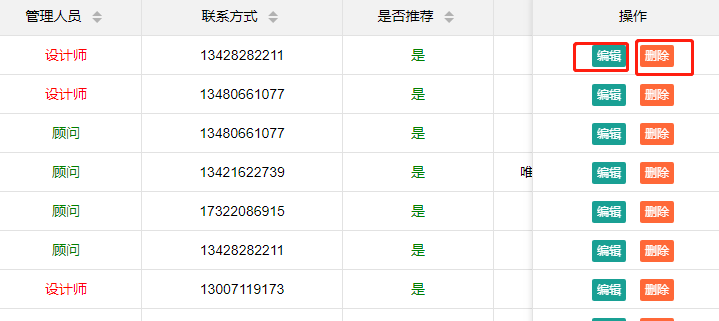 管理人员 联系方式 是否推荐 操作
设计师 13428282211 是 编辑 删除
设计师 13480661077 是 编辑 删除
顾问 13480661077 是 编辑 删除
顾问 13421622739 是 唯 编辑 删除
顾问 17322086915 是 编辑 删除
顾问 13428282211 是 编辑 删除
设计师 13007119173 是 编辑 删除